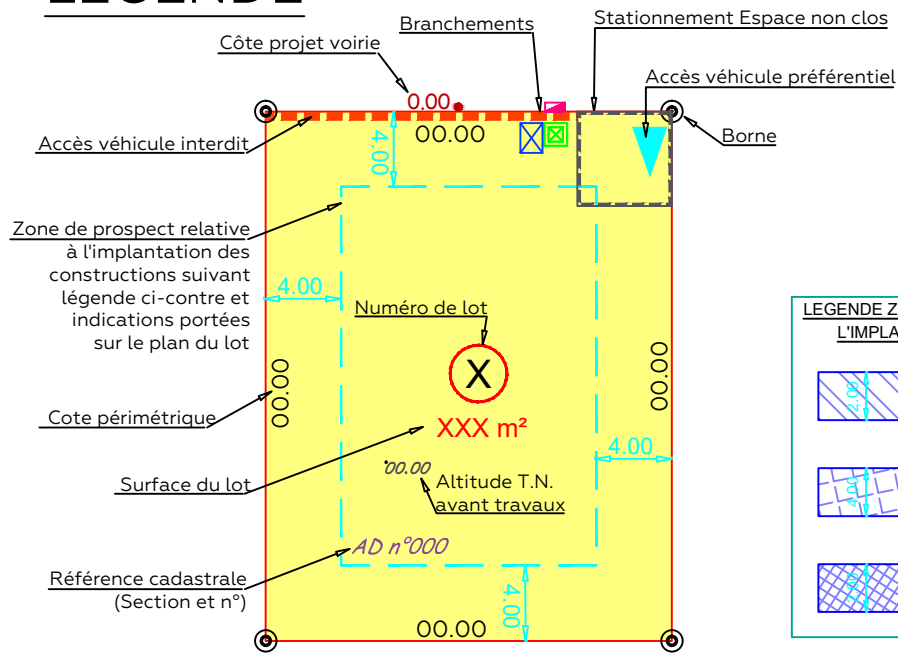 LEGENDE
Côte projet voirie
Branchements
Stationnement Espace non clos
Accès véhicule préférentiel
0.00
00.00
4.00
Accès véhicule interdit
Borne
Zone de prospect relative
à l'implantation des
constructions suivant
légende ci-contre et
indications portées
sur le plan du lot
4.00
Numéro de lot
X
XXX m²
00.00
00.00
Cote périmétrique
4.00
Surface du lot
00.00
Altitude T.N.
avant travaux
AD n°000
Référence cadastrale
(Section et n°)
4.00
00.00
LEGENDE Z
L'IMPLA
2.00
4.00